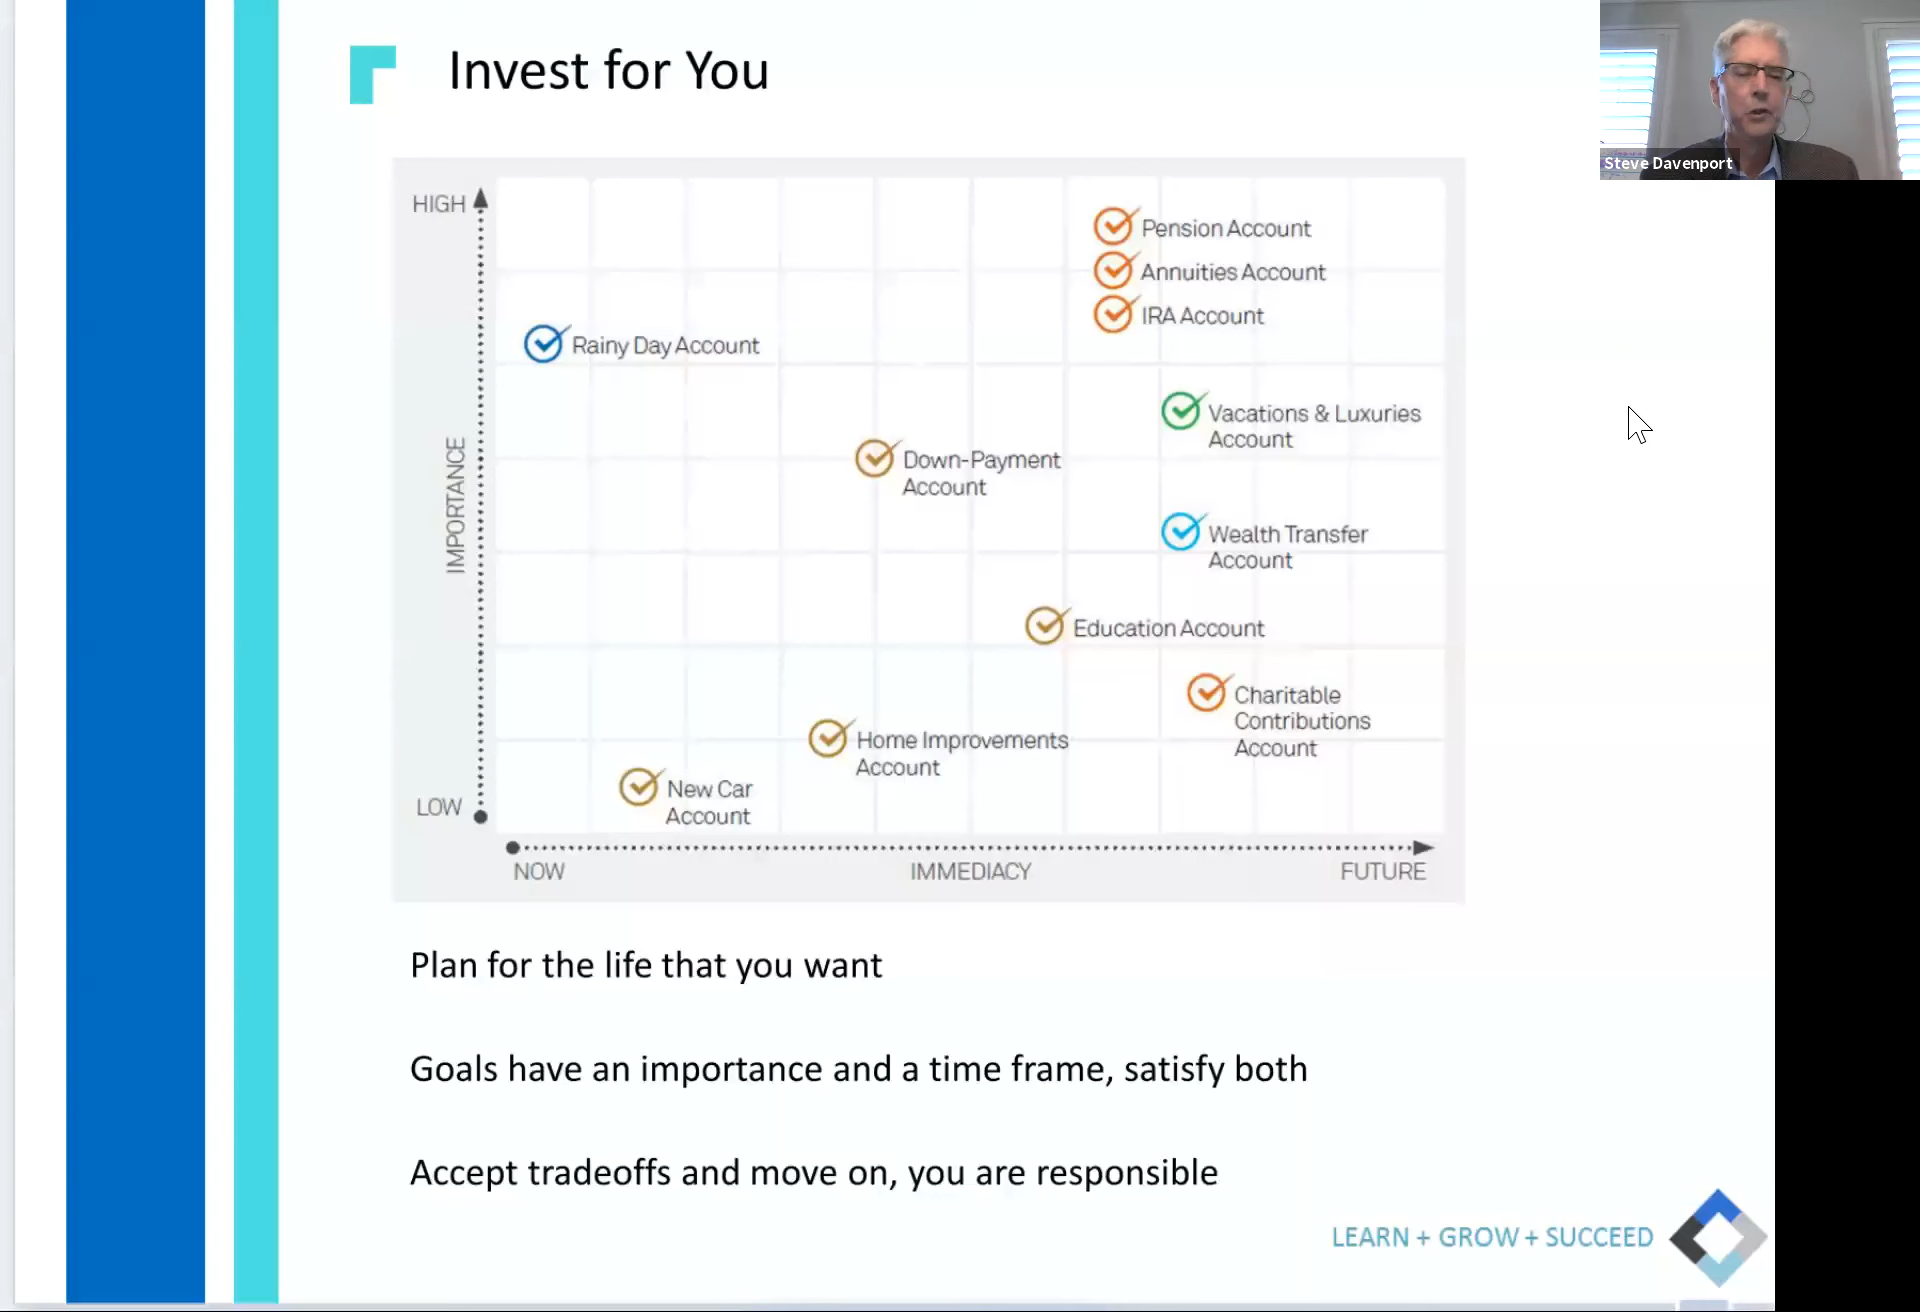 Invest for You
Steve Davenport
HIGH
Pension Account
Annuities Account
IRA Account
Rainy Day Account
Vacations & Luxuries
Account
Down-Payment
Account
IMPORTANCE
Wealth Transfer
Account
Education Account
Charitable
Contributions
Account
Home Improvements
Account
New Car
Account
LOW
NOW
IMMEDIACY
FUTURE
Plan for the life that you want
Goals have an importance and a time frame, satisfy both
Accept tradeoffs and move on, you are responsible
LEARN + GROW + SUCCEED